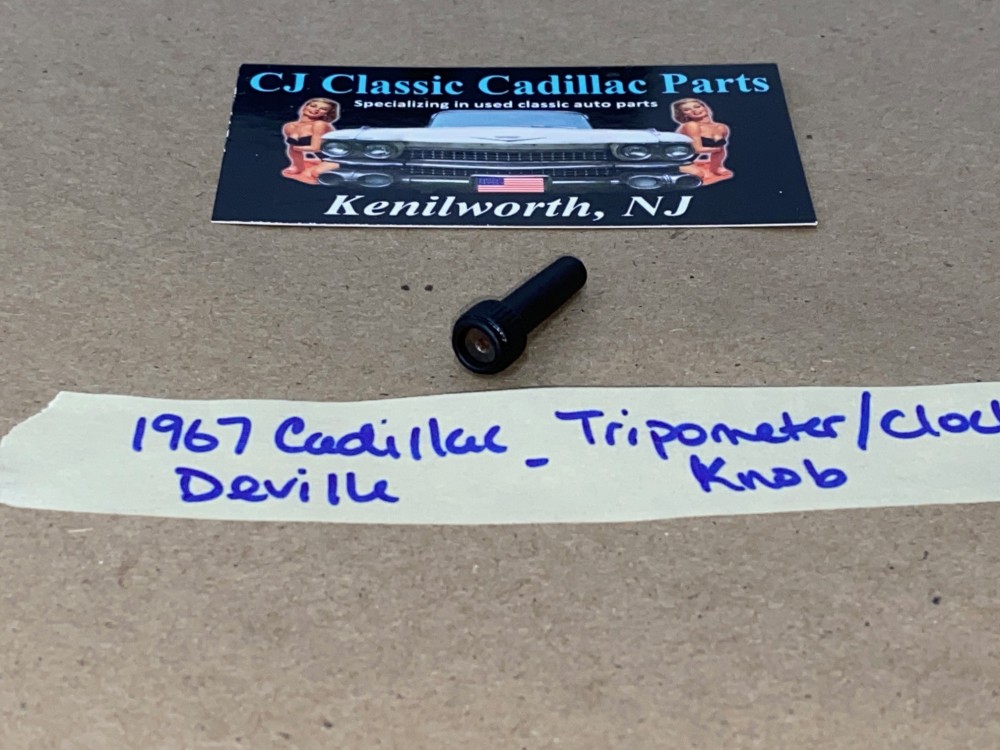 CJ Classic Cadillac Parts
Specializing in used classic auto parts
Kenilworth, NJ
1967 Cadillac - Tripometer/Cloc
Deville Knob